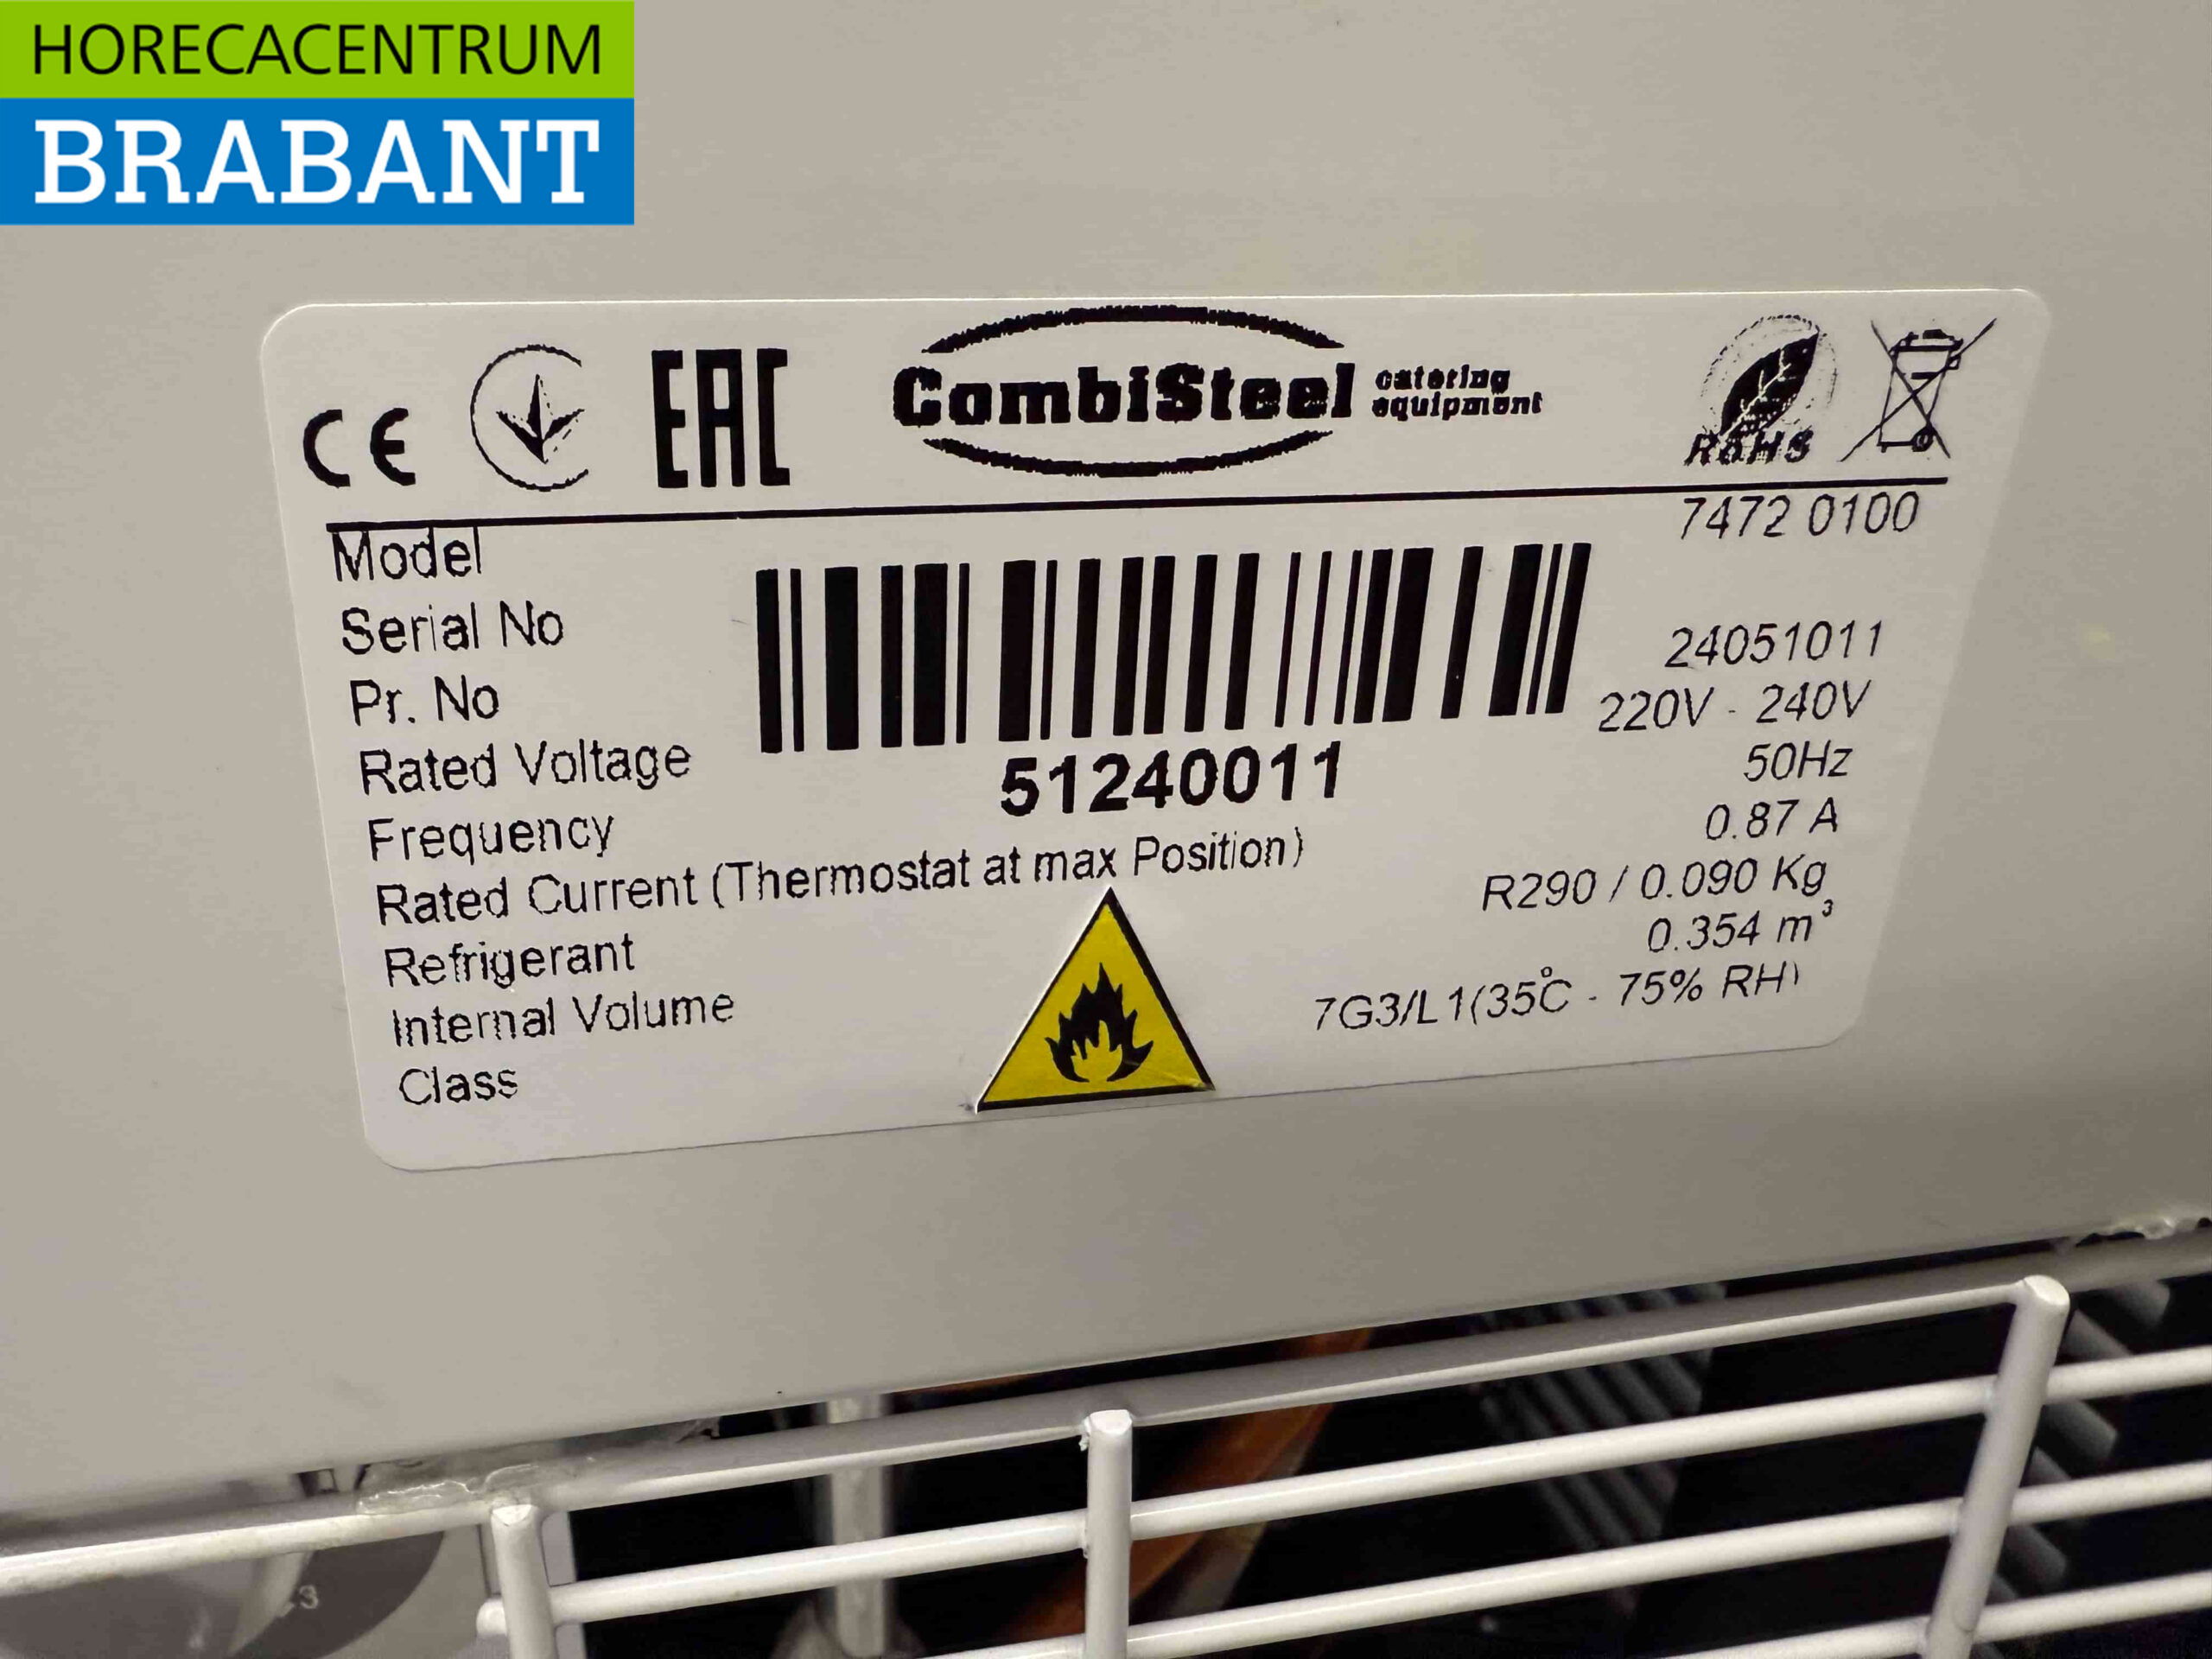 HORECACENTRUM
BRABANT
CE EAC CombiSteel catering equipment RoHS
Model 7472 0100
Serial No
Pr. No 24051011
Rated Voltage 220V - 240V
51240011
Frequency 50Hz
Rated Current (Thermostat at max Position) 0.87 A
Refrigerant R290 / 0.090 Kg
Internal Volume 0.354 m³
Class 7G3/L1(35°C - 75% RH)
3